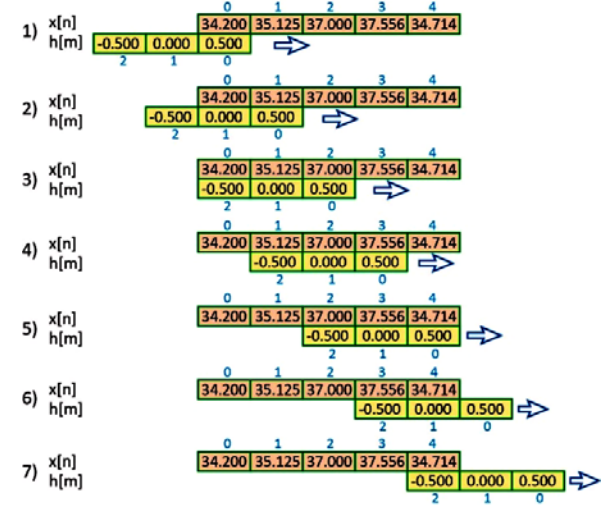 0 1 2 3 4
1) x[n] 34.200 35.125 37.000 37.556 34.714
h[m] -0.500 0.000 0.500
2 1 0
0 1 2 3 4
2) x[n] 34.200 35.125 37.000 37.556 34.714
h[m] -0.500 0.000 0.500
2 1 0
0 1 2 3 4
3) x[n] 34.200 35.125 37.000 37.556 34.714
h[m] -0.500 0.000 0.500
2 1 0
0 1 2 3 4
4) x[n] 34.200 35.125 37.000 37.556 34.714
h[m] -0.500 0.000 0.500
2 1 0
0 1 2 3 4
5) x[n] 34.200 35.125 37.000 37.556 34.714
h[m] -0.500 0.000 0.500
2 1 0
0 1 2 3 4
6) x[n] 34.200 35.125 37.000 37.556 34.714
h[m] -0.500 0.000 0.500
2 1 0
0 1 2 3 4
7) x[n] 34.200 35.125 37.000 37.556 34.714
h[m] -0.500 0.000 0.500
2 1 0